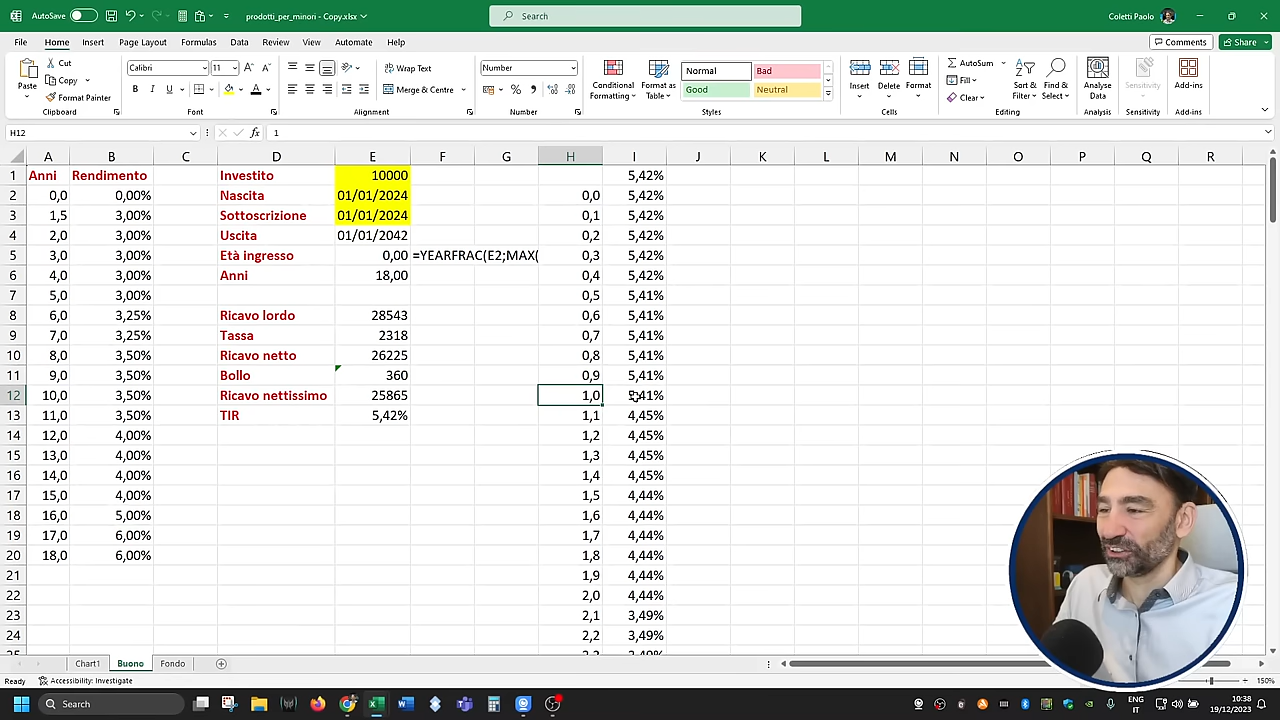 AutoSave Off prodotti_per_minori - Copy.xlsx Search Coletti Paolo
File Home Insert Page Layout Formulas Data Review View Automate Help Comments Share
Paste Cut Copy Format Painter Clipboard
Calibri 11 B I U A Font
Wrap Text Merge & Centre Alignment
Number % Number
Conditional Formatting Format as Table Normal Bad Good Neutral Styles
Insert Delete Format Cells
AutoSum Fill Clear Sort & Filter Find & Select Editing
Analyse Data Analysis Sensitivity Sensitivity Add-ins Add-ins
H12 fx 1
A B C D E F G H I J K L M N O P Q R
1 Anni Rendimento Investito 10000 5,42%
2 0,0 0,00% Nascita 01/01/2024 0,0 5,42%
3 1,5 3,00% Sottoscrizione 01/01/2024 0,1 5,42%
4 2,0 3,00% Uscita 01/01/2042 0,2 5,42%
5 3,0 3,00% Età ingresso 0,00 =YEARFRAC(E2;MAX( 0,3 5,42%
6 4,0 3,00% Anni 18,00 0,4 5,42%
7 5,0 3,00% 0,5 5,41%
8 6,0 3,25% Ricavo lordo 28543 0,6 5,41%
9 7,0 3,25% Tassa 2318 0,7 5,41%
10 8,0 3,50% Ricavo netto 26225 0,8 5,41%
11 9,0 3,50% Bollo 360 0,9 5,41%
12 10,0 3,50% Ricavo nettissimo 25865 1,0 5,41%
13 11,0 3,50% TIR 5,42% 1,1 4,45%
14 12,0 4,00% 1,2 4,45%
15 13,0 4,00% 1,3 4,45%
16 14,0 4,00% 1,4 4,45%
17 15,0 4,00% 1,5 4,44%
18 16,0 5,00% 1,6 4,44%
19 17,0 6,00% 1,7 4,44%
20 18,0 6,00% 1,8 4,44%
21 1,9 4,44%
22 2,0 4,44%
23 2,1 3,49%
24 2,2 3,49%
Chart1 Buono Fondo
Ready Accessibility: Investigate 150%
Search ENG IT 10:38 19/12/2023